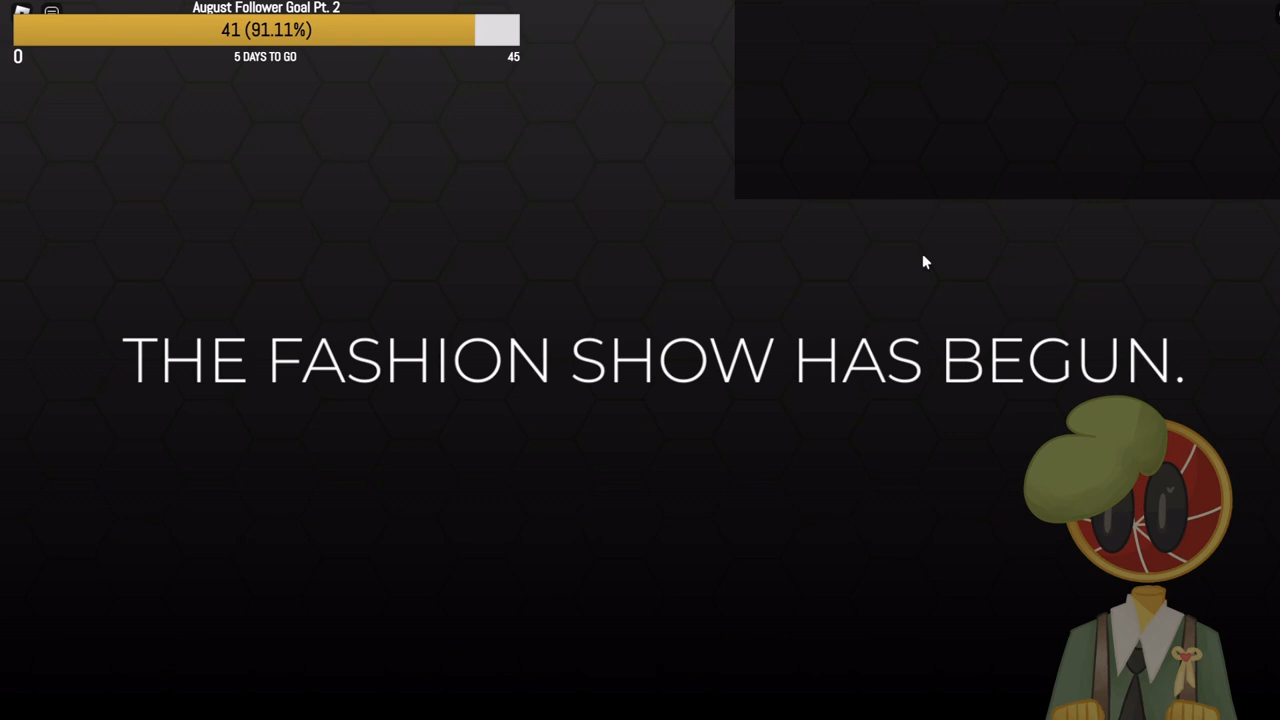 August Follower Goal Pt. 2
41 (91.11%)
0
5 DAYS TO GO
45
THE FASHION SHOW HAS BEGUN.